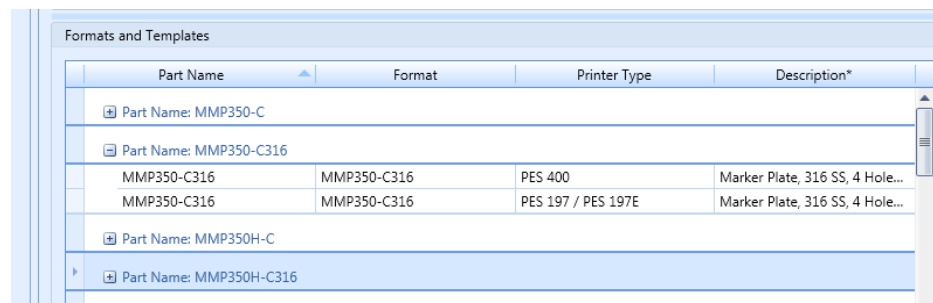 Formats and Templates
Part Name Format Printer Type Description*
Part Name: MMP350-C
Part Name: MMP350-C316
MMP350-C316 MMP350-C316 PES 400 Marker Plate, 316 SS, 4 Hole...
MMP350-C316 MMP350-C316 PES 197 / PES 197E Marker Plate, 316 SS, 4 Hole...
Part Name: MMP350H-C
Part Name: MMP350H-C316